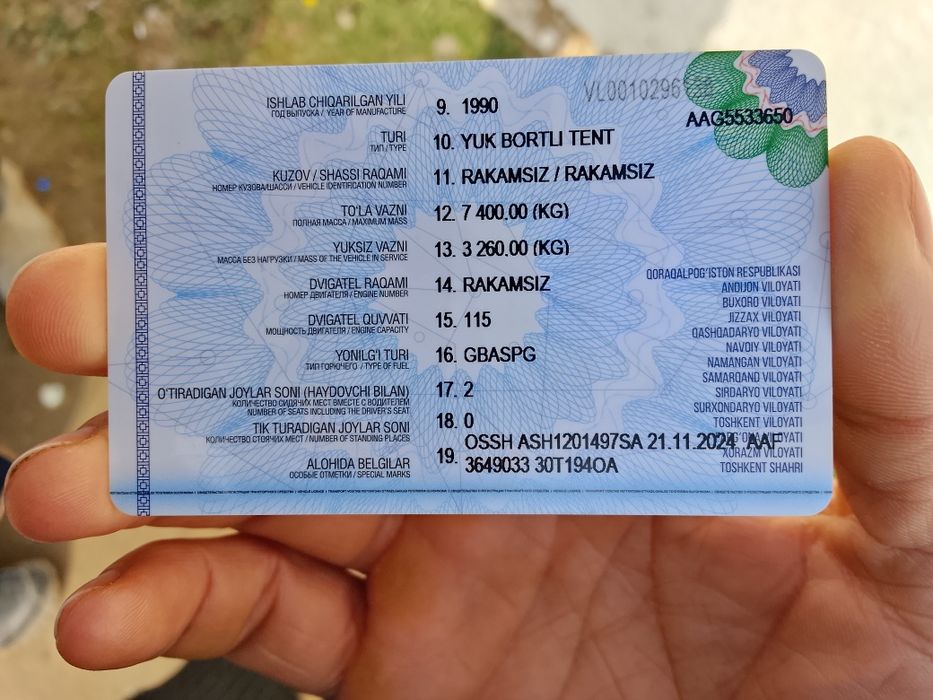 VL0010296
AAG5533650
ISHLAB CHIQARILGAN YILI 9. 1990
ГОД ВЫПУСКА / YEAR OF MANUFACTURE
TURI 10. YUK BORTLI TENT
ТИП / TYPE
KUZOV / SHASSI RAQAMI 11. RAKAMSIZ / RAKAMSIZ
НОМЕР КУЗОВА/ШАССИ / VEHICLE IDENTIFICATION NUMBER
TO'LA VAZNI 12. 7 400.00 (KG)
ПОЛНАЯ МАССА / MAXIMUM MASS
YUKSIZ VAZNI 13. 3 260.00 (KG)
МАССА БЕЗ НАГРУЗКИ / MASS OF THE VEHICLE IN SERVICE
DVIGATEL RAQAMI 14. RAKAMSIZ
НОМЕР ДВИГАТЕЛЯ / ENGINE NUMBER
DVIGATEL QUVVATI 15. 115
МОЩНОСТЬ ДВИГАТЕЛЯ / ENGINE CAPACITY
YONILG'I TURI 16. GBASPG
ТИП ГОРЮЧЕГО / TYPE OF FUEL
O'TIRADIGAN JOYLAR SONI (HAYDOVCHI BILAN) 17. 2
КОЛИЧЕСТВО СИДЯЧИХ МЕСТ ВМЕСТЕ С ВОДИТЕЛЕМ
NUMBER OF SEATS INCLUDING THE DRIVER'S SEAT
TIK TURADIGAN JOYLAR SONI 18. 0
КОЛИЧЕСТВО СТОЯЧИХ МЕСТ / NUMBER OF STANDING PLACES
ALOHIDA BELGILAR 19. OSSH ASH1201497SA 21.11.2024, AAF
ОСОБЫЕ ОТМЕТКИ / SPECIAL MARKS
3649033 30T194OA
QORAQALPOG'ISTON RESPUBLIKASI
ANDIJON VILOYATI
BUXORO VILOYATI
JIZZAX VILOYATI
QASHQADARYO VILOYATI
NAVOIY VILOYATI
NAMANGAN VILOYATI
SAMARQAND VILOYATI
SIRDARYO VILOYATI
SURXONDARYO VILOYATI
TOSHKENT VILOYATI
VILOYATI
XORAZM VILOYATI
TOSHKENT SHAHRI